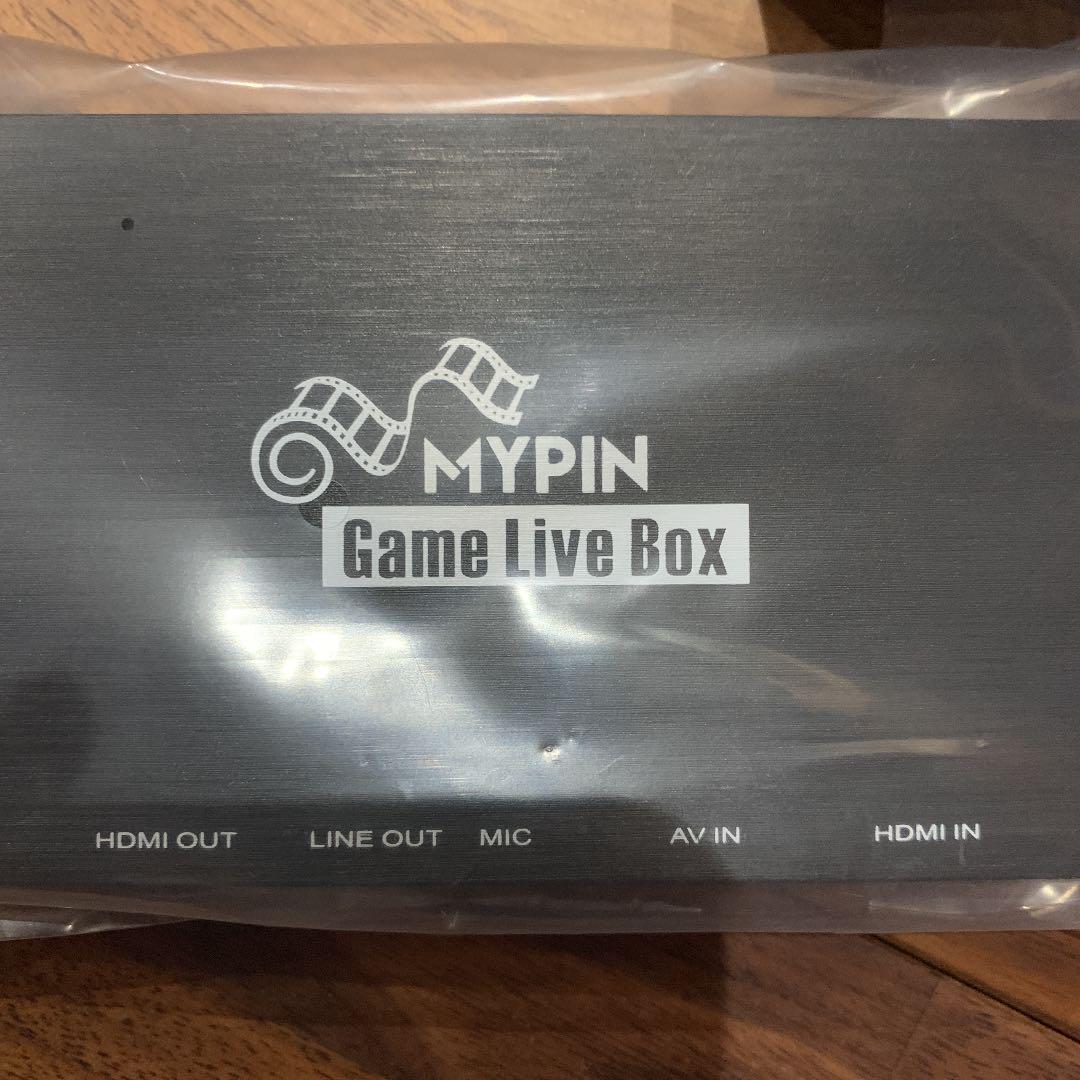 MYPIN
Game Live Box
HDMI OUT LINE OUT MIC AV IN HDMI IN